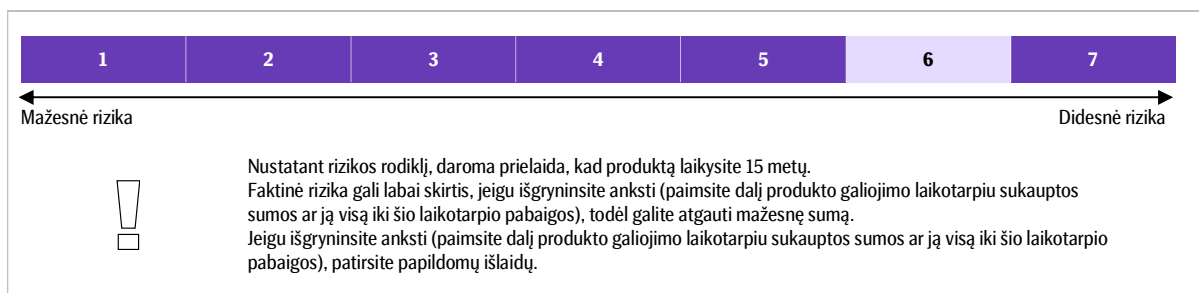 1 2 3 4 5 6 7
Mažesnė rizika Didesnė rizika
Nustatant rizikos rodiklį, daroma prielaida, kad produktą laikysite 15 metų.
Faktinė rizika gali labai skirtis, jeigu išgryninsite anksti (paimsite dalį produkto galiojimo laikotarpiu sukauptos
sumos ar ją visą iki šio laikotarpio pabaigos), todėl galite atgauti mažesnę sumą.
Jeigu išgryninsite anksti (paimsite dalį produkto galiojimo laikotarpiu sukauptos sumos ar ją visą iki šio laikotarpio
pabaigos), patirsite papildomų išlaidų.